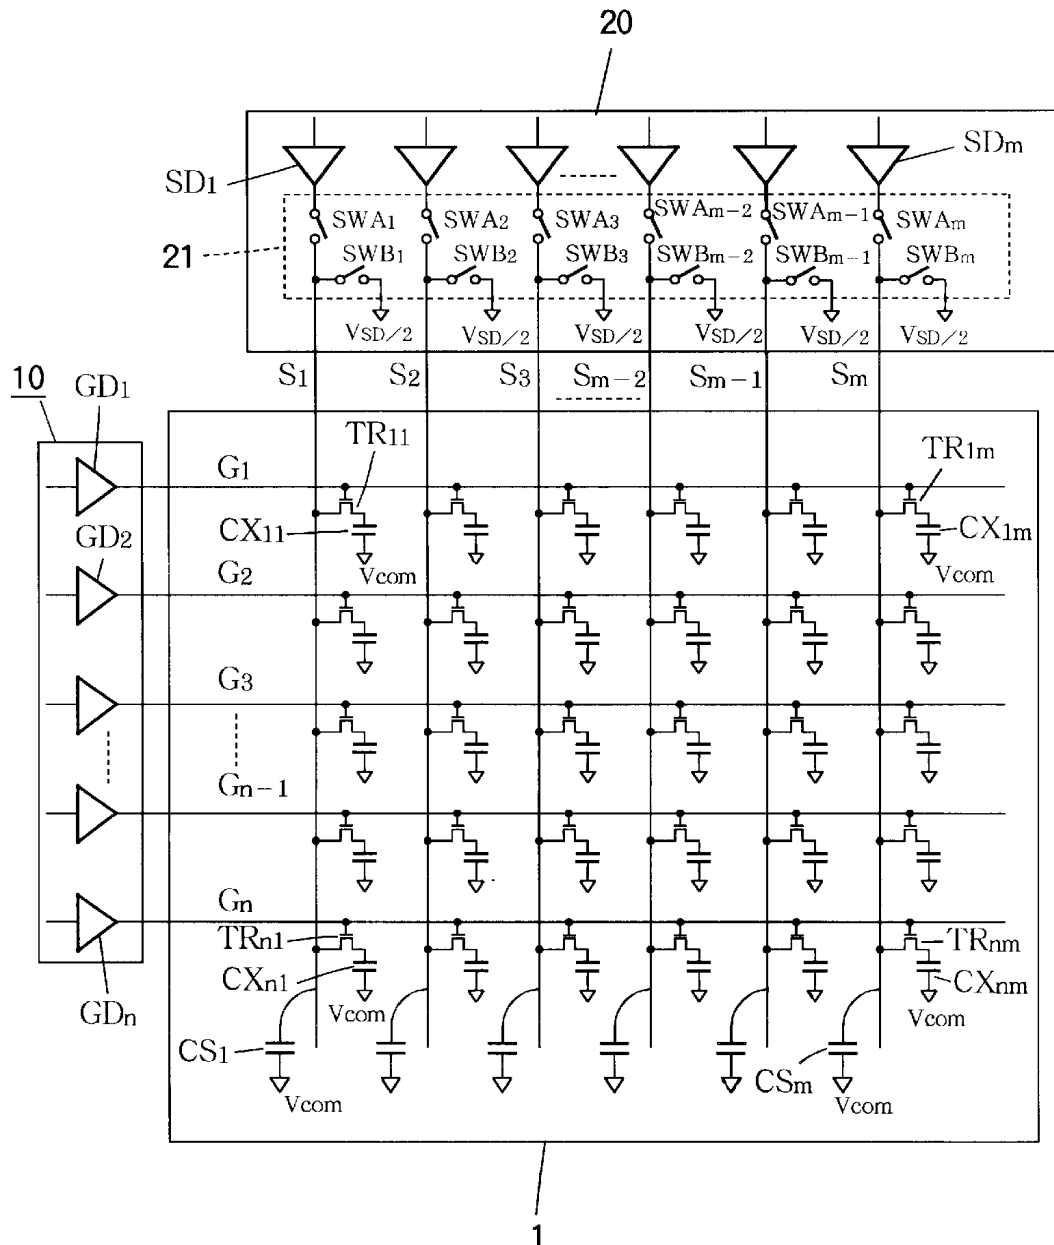 20
SD1
SDm
SWA1 SWA2 SWA3 SWAm-2 SWAm-1 SWAm
21
SWB1 SWB2 SWB3 SWBm-2 SWBm-1 SWBm
VSD/2 VSD/2 VSD/2 VSD/2 VSD/2 VSD/2
S1 S2 S3 Sm-2 Sm-1 Sm
10
GD1
TR11
TR1m
G1
CX11
CX1m
GD2
Vcom
Vcom
G2
G3
Gn-1
Gn
TRn1
TRnm
CXn1
CXnm
GDn
Vcom
Vcom
CS1
CSm
Vcom
Vcom
1